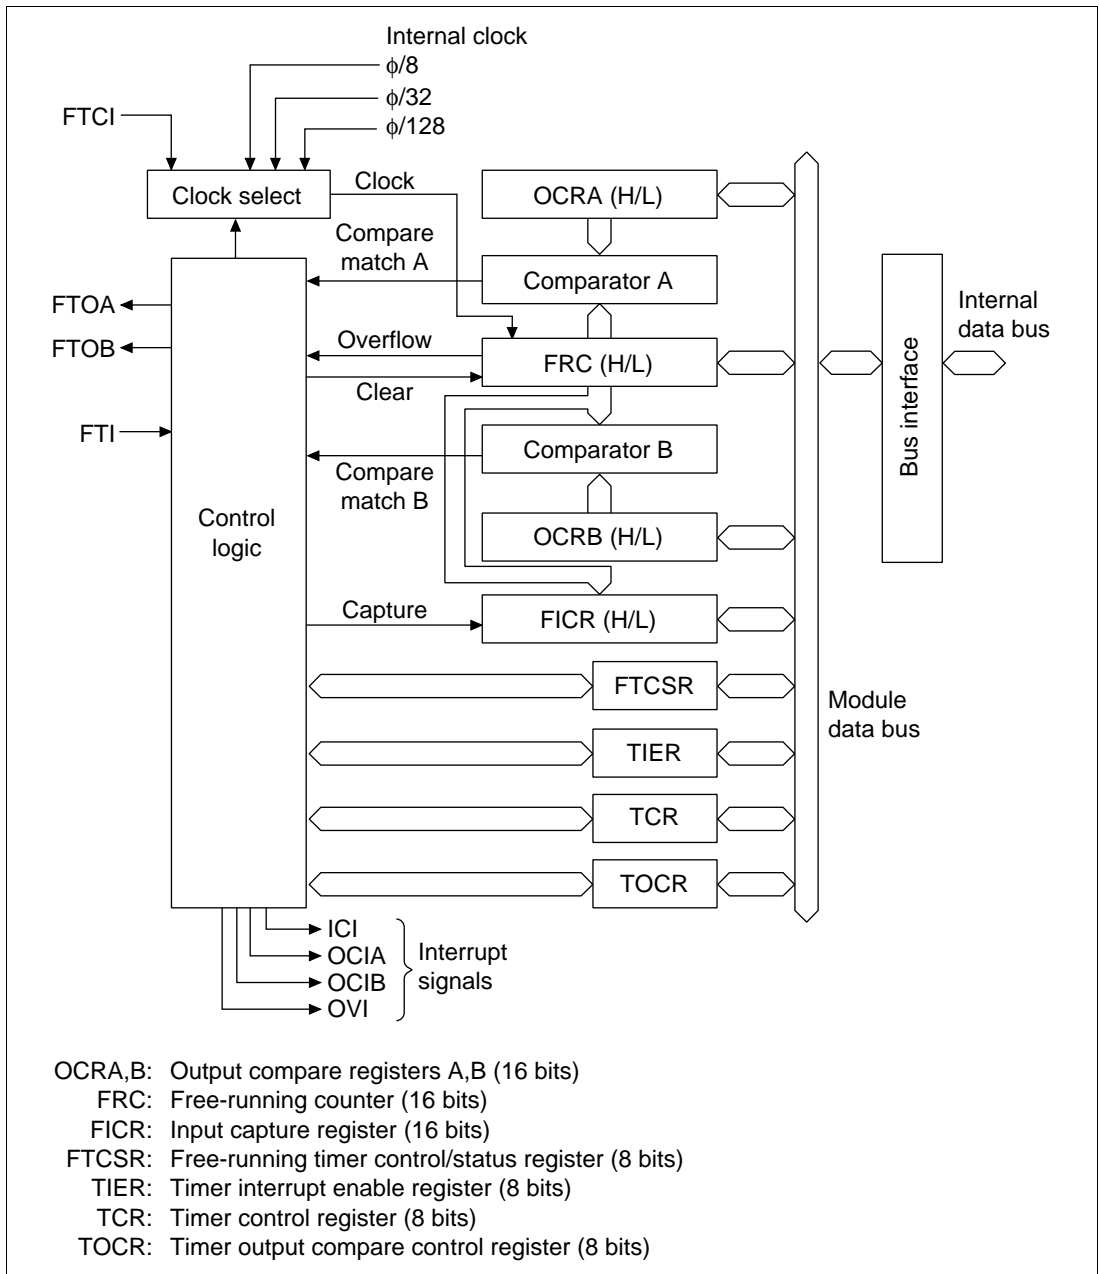 Internal clock
ϕ/8
ϕ/32
ϕ/128
FTCI
Clock select
Clock
OCRA (H/L)
Compare
match A
Comparator A
FTOA
FTOB
Overflow
FRC (H/L)
Clear
FTI
Comparator B
Compare
match B
Control
logic
OCRB (H/L)
Capture
FICR (H/L)
FTCSR
TIER
TCR
TOCR
Module
data bus
Bus interface
Internal
data bus
ICI
OCIA
OCIB
OVI
Interrupt
signals
OCRA,B: Output compare registers A,B (16 bits)
FRC: Free-running counter (16 bits)
FICR: Input capture register (16 bits)
FTCSR: Free-running timer control/status register (8 bits)
TIER: Timer interrupt enable register (8 bits)
TCR: Timer control register (8 bits)
TOCR: Timer output compare control register (8 bits)